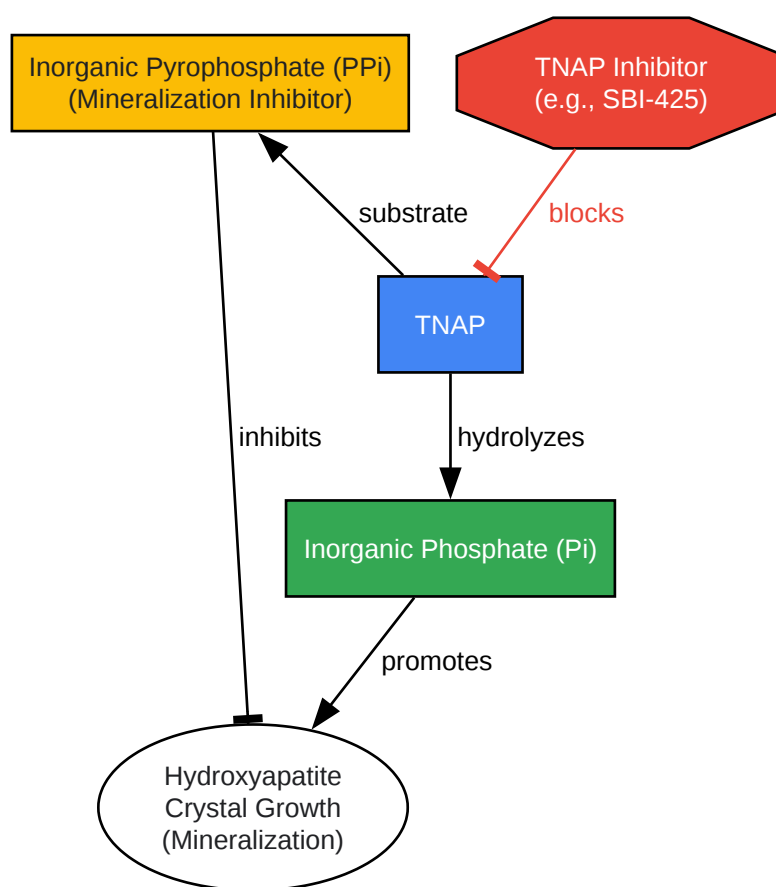 Inorganic Pyrophosphate (PPi)
(Mineralization Inhibitor)
TNAP Inhibitor
(e.g., SBI-425)
substrate
blocks
TNAP
inhibits
hydrolyzes
Inorganic Phosphate (Pi)
promotes
Hydroxyapatite
Crystal Growth
(Mineralization)